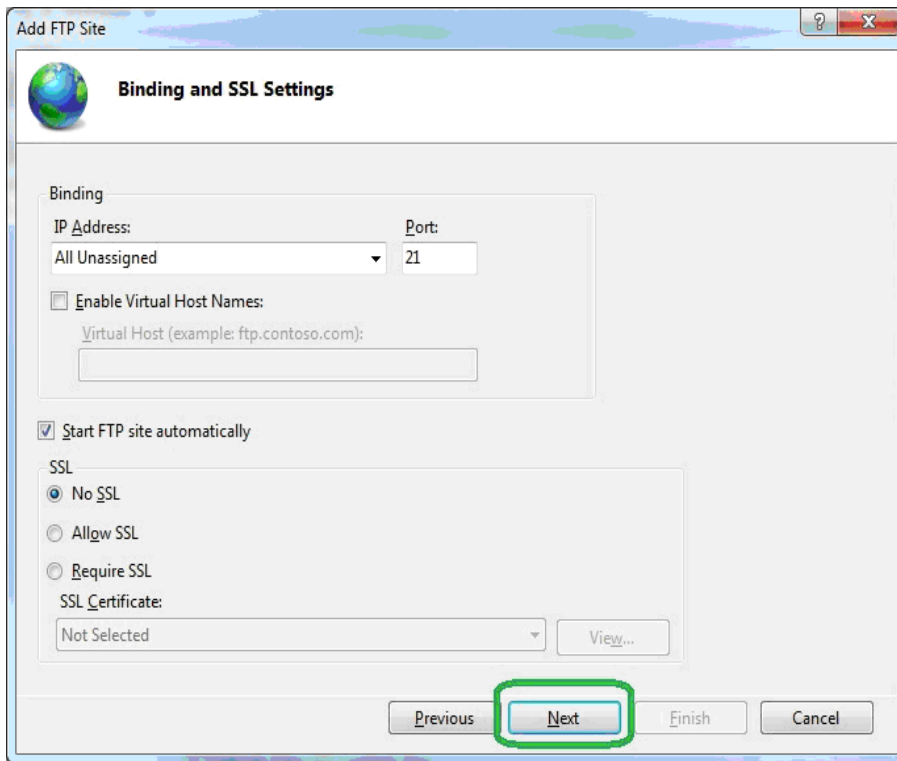 Add FTP Site
Binding and SSL Settings
Binding
IP Address: Port:
All Unassigned 21
Enable Virtual Host Names:
Virtual Host (example: ftp.contoso.com):
Start FTP site automatically
SSL
No SSL
Allow SSL
Require SSL
SSL Certificate:
Not Selected View...
Previous Next Finish Cancel